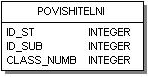 POVISHITELNI
ID_ST INTEGER
ID_SUB INTEGER
CLASS_NUMB INTEGER